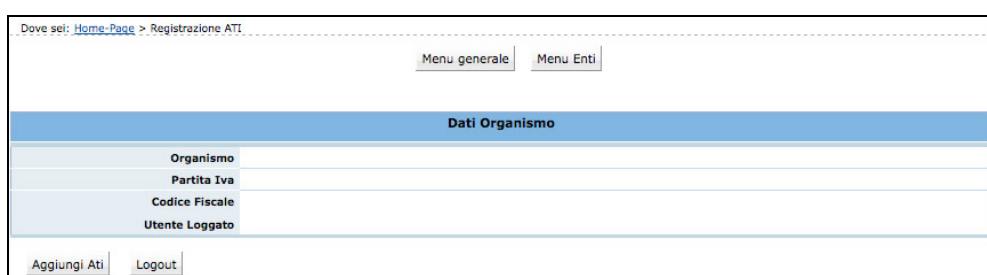 Dove sei: Home-Page > Registrazione ATI
Menu generale Menu Enti
Dati Organismo
Organismo
Partita Iva
Codice Fiscale
Utente Loggato
Aggiungi Ati Logout